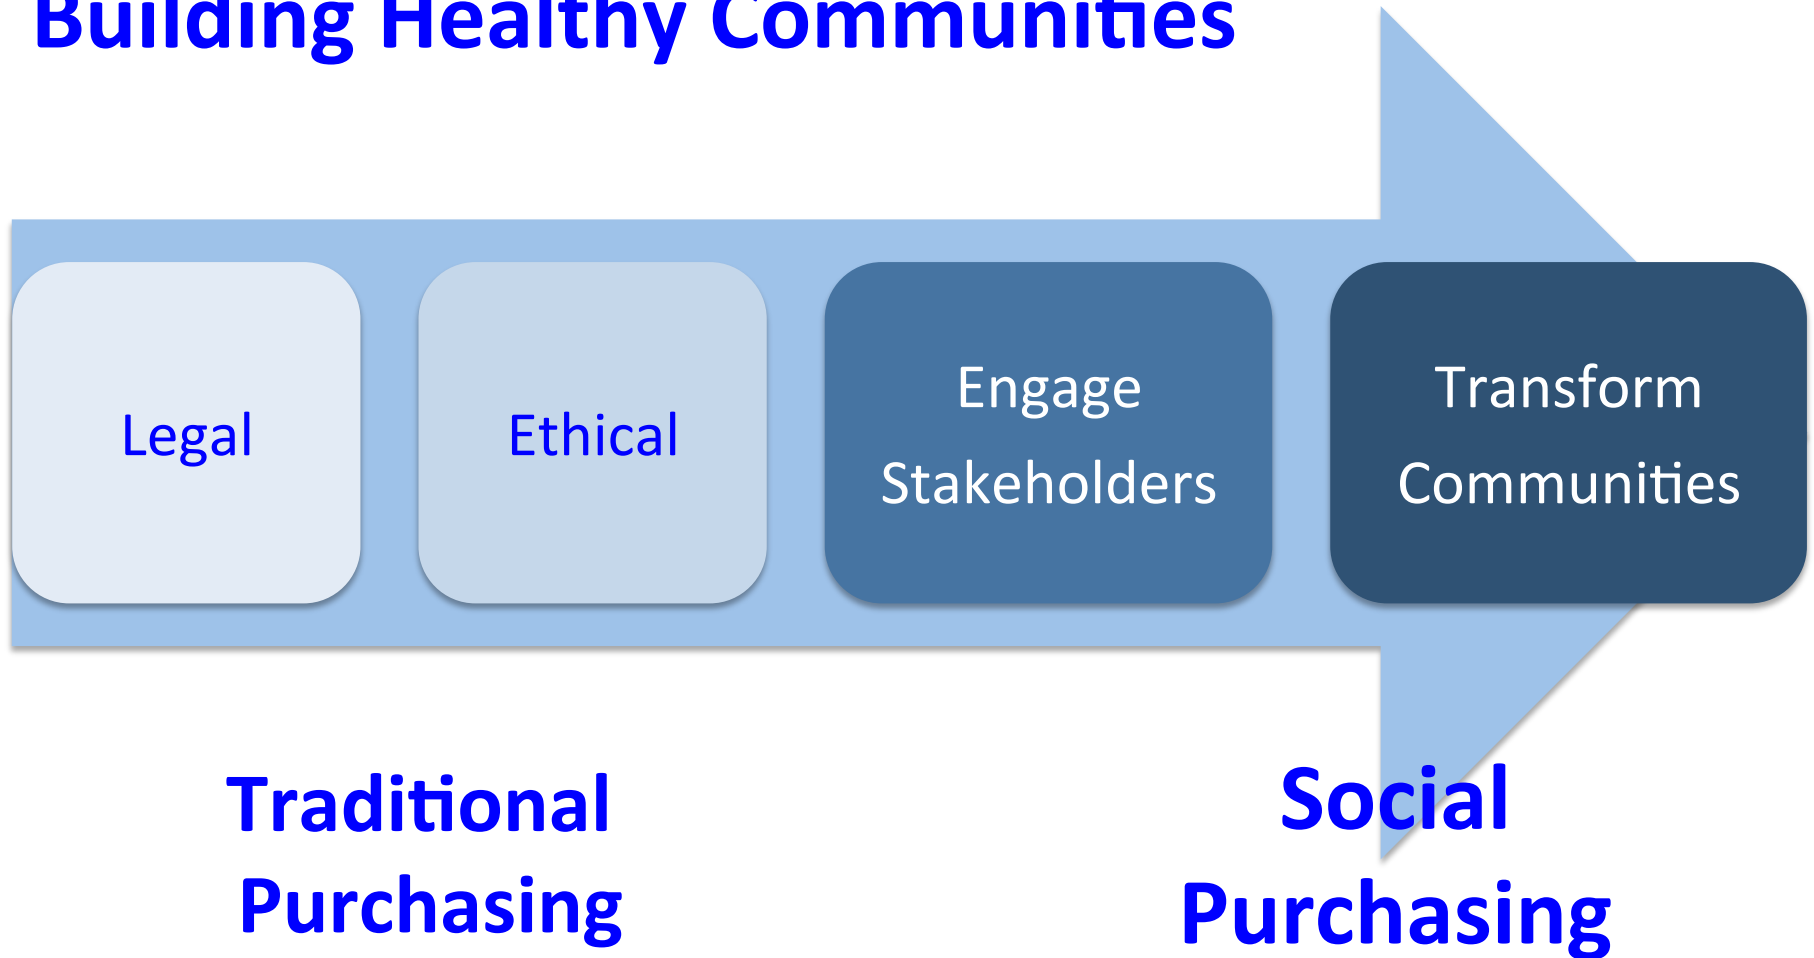 Building Healthy Communities
Legal
Ethical
Engage
Stakeholders
Transform
Communities
Traditional
Purchasing
Social
Purchasing